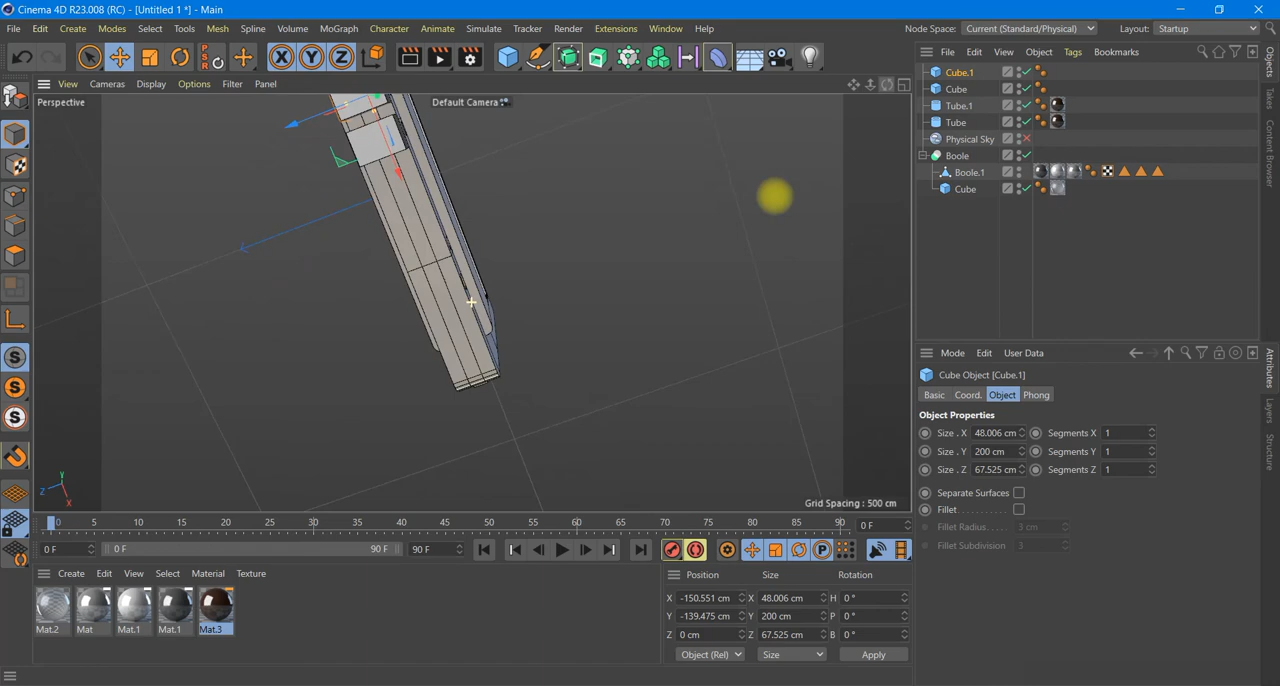 Cinema 4D R23.008 (RC) - [Untitled 1 *] - Main
File Edit Create Modes Select Tools Mesh Spline Volume MoGraph Character Animate Simulate Tracker Render Extensions Window Help
Node Space: Current (Standard/Physical) Layout: Startup
View Cameras Display Options Filter Panel
File Edit View Object Tags Bookmarks
Perspective
Default Camera
Cube.1
Cube
Tube.1
Tube
Physical Sky
Boole
Boole.1
Cube
Objects
Takes
Content Browser
Mode Edit User Data
Cube Object [Cube.1]
Basic Coord. Object Phong
Object Properties
Size . X 48.006 cm Segments X 1
Size . Y 200 cm Segments Y 1
Size . Z 67.525 cm Segments Z 1
Separate Surfaces
Fillet
Fillet Radius 3 cm
Fillet Subdivision 3
Attributes
Layers
Structure
Y
Z
X
Grid Spacing : 500 cm
0 5 10 15 20 25 30 35 40 45 50 55 60 65 70 75 80 85 90 0 F
0 F 0 F 90 F 90 F
Create Edit View Select Material Texture
Mat.2 Mat Mat.1 Mat.1 Mat.3
Position Size Rotation
X -150.551 cm X 48.006 cm H 0 °
Y -139.475 cm Y 200 cm P 0 °
Z 0 cm Z 67.525 cm B 0 °
Object (Rel) Size Apply